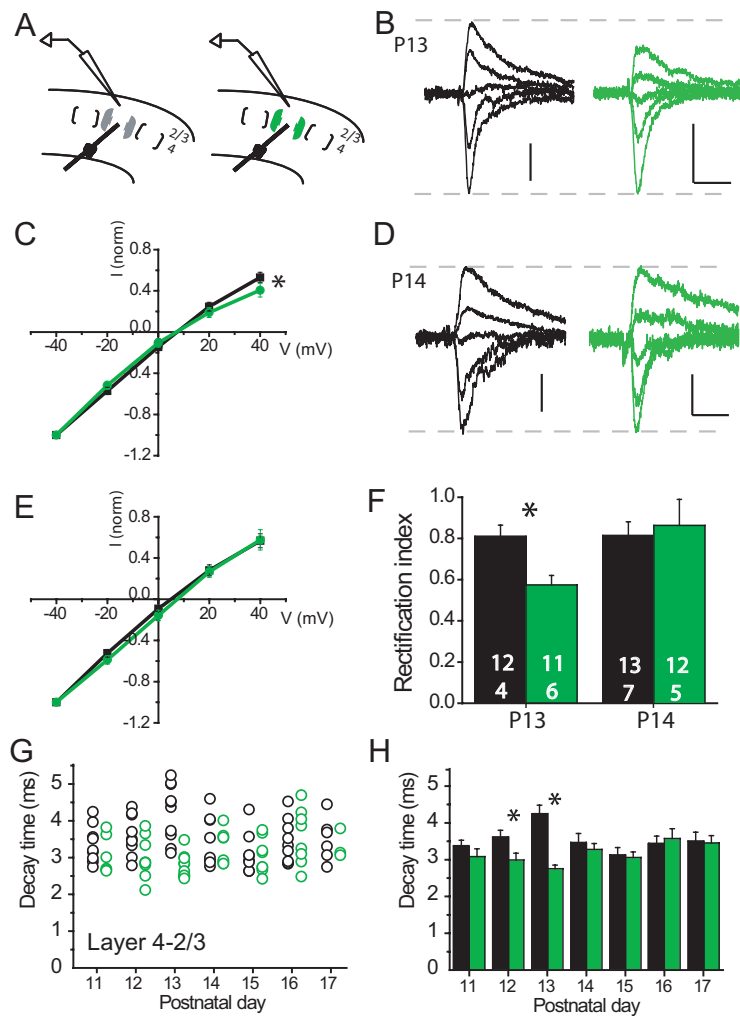 A
2/3
4
2/3
4
B
P13
C
I (norm)
0.8
0.4
0.0
-40
-20
0
20
40
V (mV)
-0.4
-0.8
-1.2
*
D
P14
E
I (norm)
0.8
0.4
0.0
-40
-20
0
20
40
V (mV)
-0.4
-0.8
-1.2
F
Rectification index
1.0
0.8
0.6
0.4
0.2
0.0
*
12
4
11
6
13
7
12
5
P13
P14
G
Decay time (ms)
5
4
3
2
1
0
Layer 4-2/3
11 12 13 14 15 16 17
Postnatal day
H
Decay time (ms)
5
4
3
2
1
0
* *
11 12 13 14 15 16 17
Postnatal day